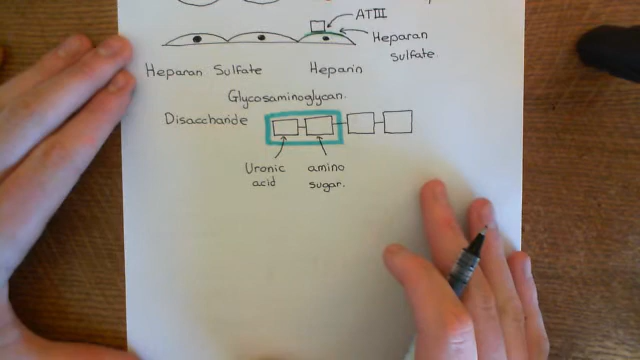 ATIII
Heparan
Sulfate
Heparan Sulfate Heparin
Glycosaminoglycan.
Disaccharide
Uronic amino
acid sugar.